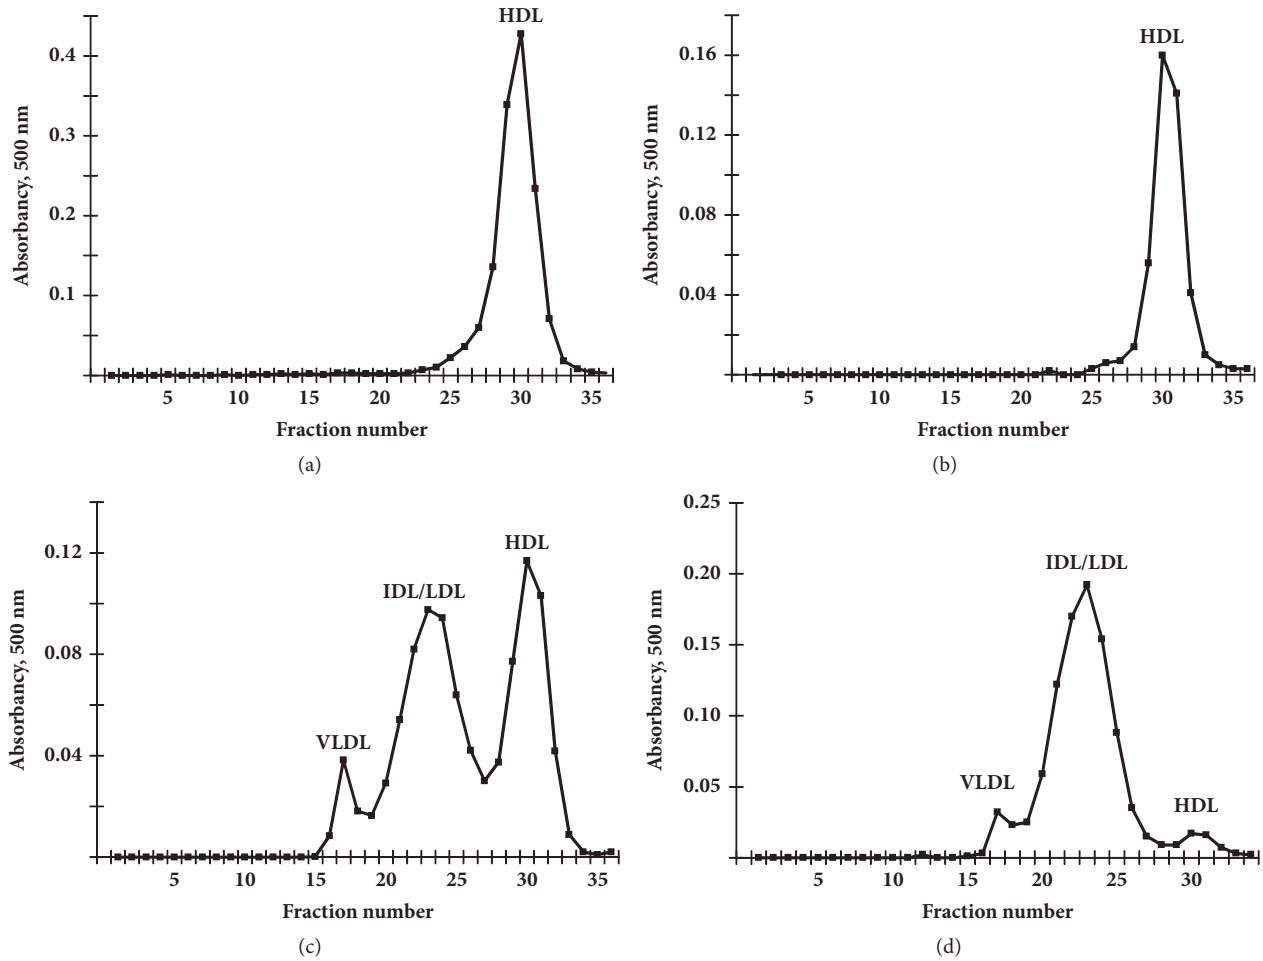 HDL
0.4
0.3
0.2
0.1
Absorbancy, 500 nm
5 10 15 20 25 30 35
Fraction number
(a)
HDL
0.16
0.12
0.08
0.04
Absorbancy, 500 nm
5 10 15 20 25 30 35
Fraction number
(b)
HDL
IDL/LDL
VLDL
0.12
0.08
0.04
Absorbancy, 500 nm
5 10 15 20 25 30 35
Fraction number
(c)
0.25
0.20
0.15
0.10
0.05
IDL/LDL
VLDL
HDL
Absorbancy, 500 nm
5 10 15 20 25 30
Fraction number
(d)